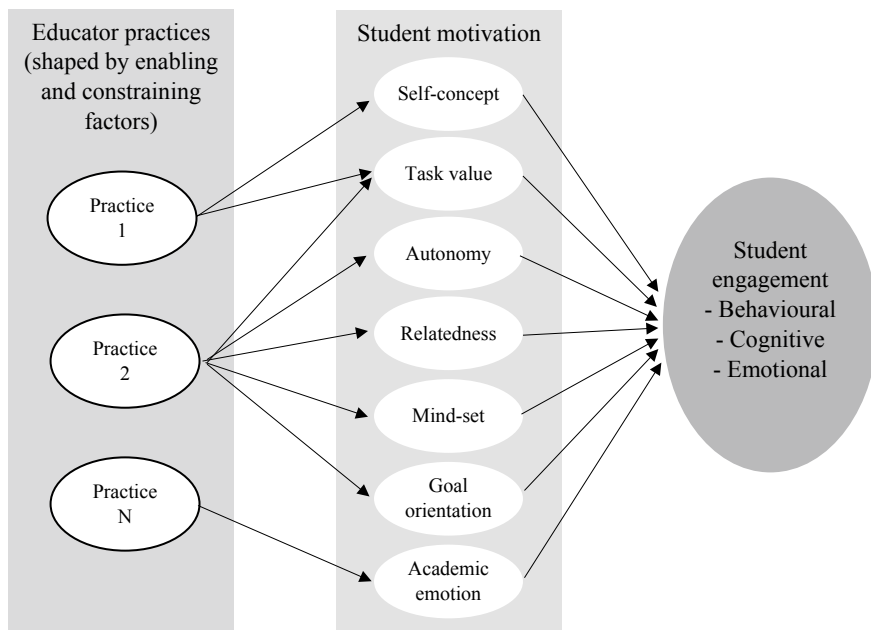 Educator practices
(shaped by enabling
and constraining
factors)
Practice
1
Practice
2
Practice
N
Student motivation
Self-concept
Task value
Autonomy
Relatedness
Mind-set
Goal
orientation
Academic
emotion
Student
engagement
- Behavioural
- Cognitive
- Emotional